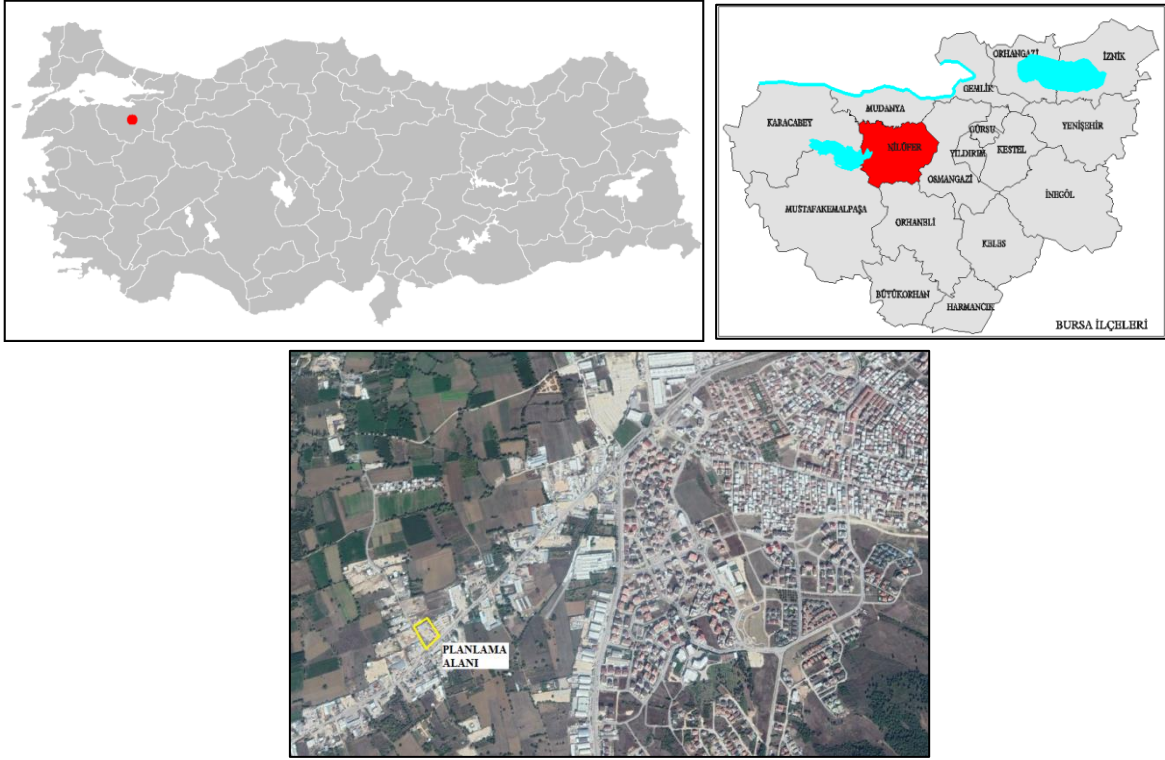 ORHANGAZİ
İZNİK
GEMLİK
MUDANYA
KARACABEY
GÜRSU
YENİŞEHİR
NİLÜFER
YILDIRIM
KESTEL
OSMANGAZİ
İNEGÖL
MUSTAFAKEMALPAŞA
ORHANELİ
KELES
BÜYÜKORHAN
HARMANCIK
BURSA İLÇELERİ
PLANLAMA
ALANI